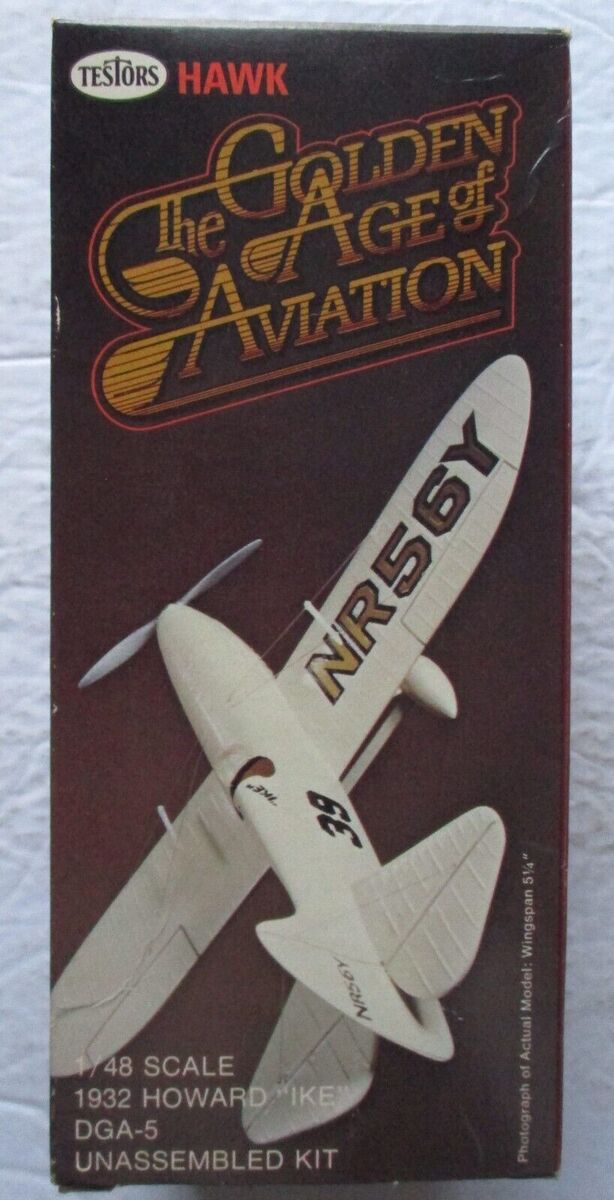 TESTORS HAWK
The GOLDEN
AGE of
AVIATION
NR56Y
"IKE"
39
NR56Y
1/48 SCALE
1932 HOWARD "IKE"
DGA-5
UNASSEMBLED KIT
Photograph of Actual Model: Wingspan 5¼"